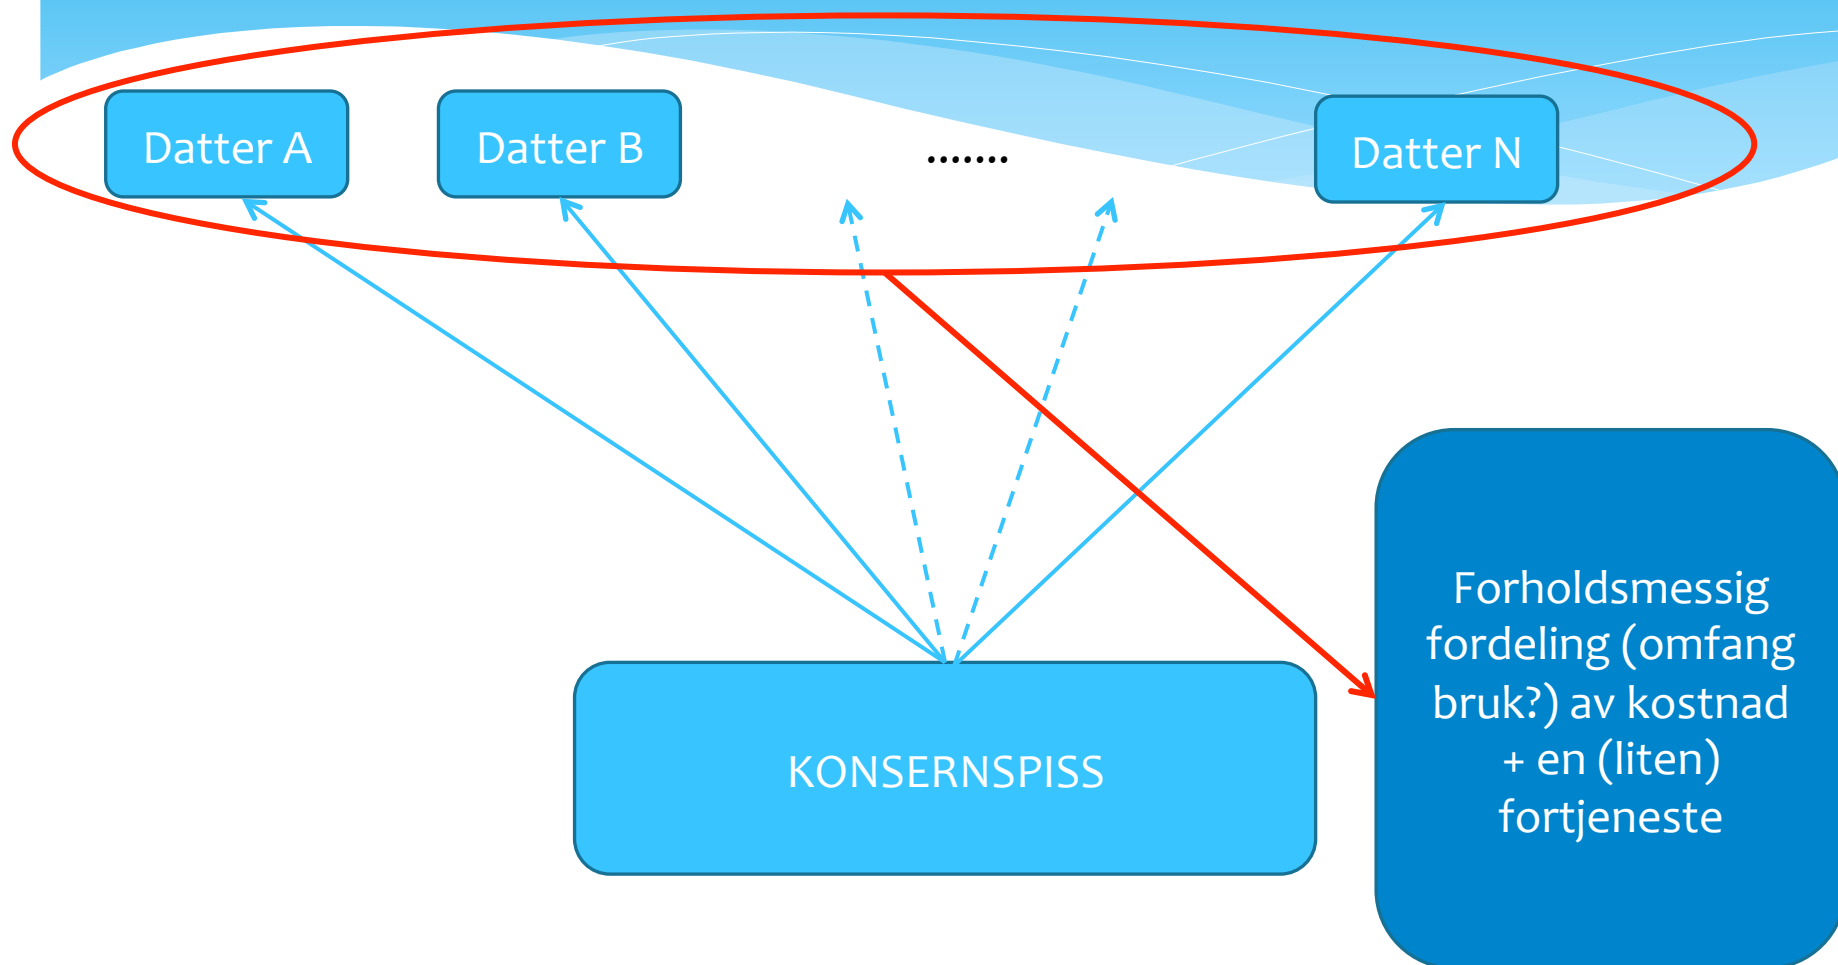 Datter A
Datter B
.......
Datter N
KONSERNSPISS
Forholdsmessig
fordeling (omfang
bruk?) av kostnad
+ en (liten)
fortjeneste